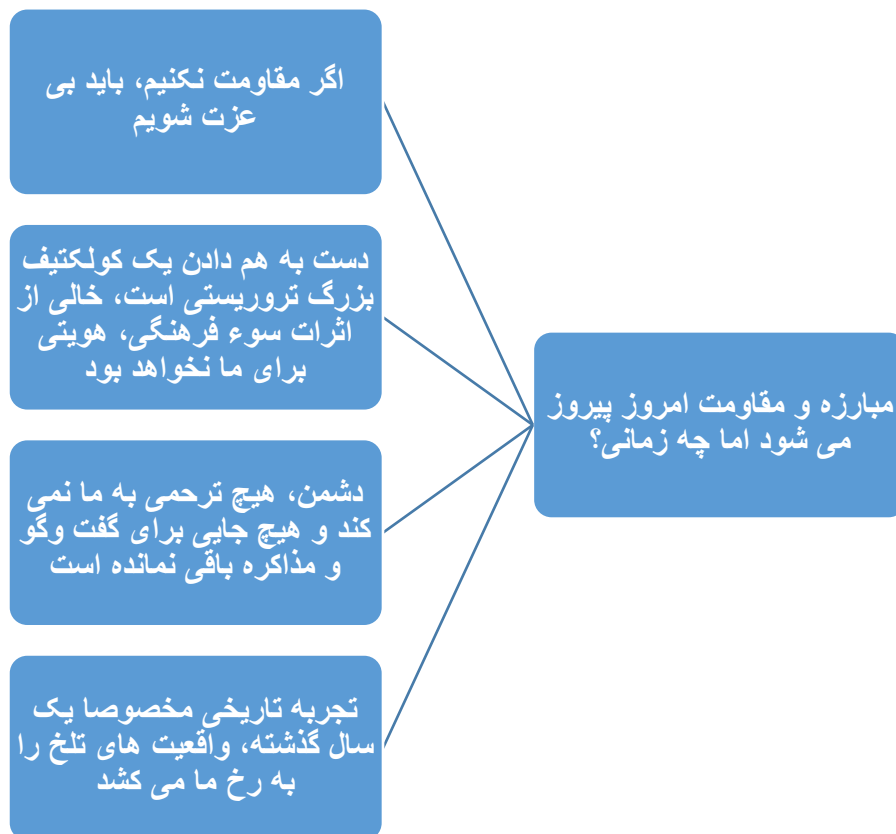 مبارزه و مقاومت امروز پیروز
می شود اما چه زمانی؟
اگر مقاومت نکنیم، باید بی
عزت شویم
دست به هم دادن یک کولکتیف
بزرگ تروریستی است، خالی از
اثرات سوء فرهنگی، هویتی
برای ما نخواهد بود
دشمن، هیچ ترحمی به ما نمی
کند و هیچ جایی برای گفت وگو
و مذاکره باقی نمانده است
تجربه تاریخی مخصوصا یک
سال گذشته، واقعیت های تلخ را
به رخ ما می کشد